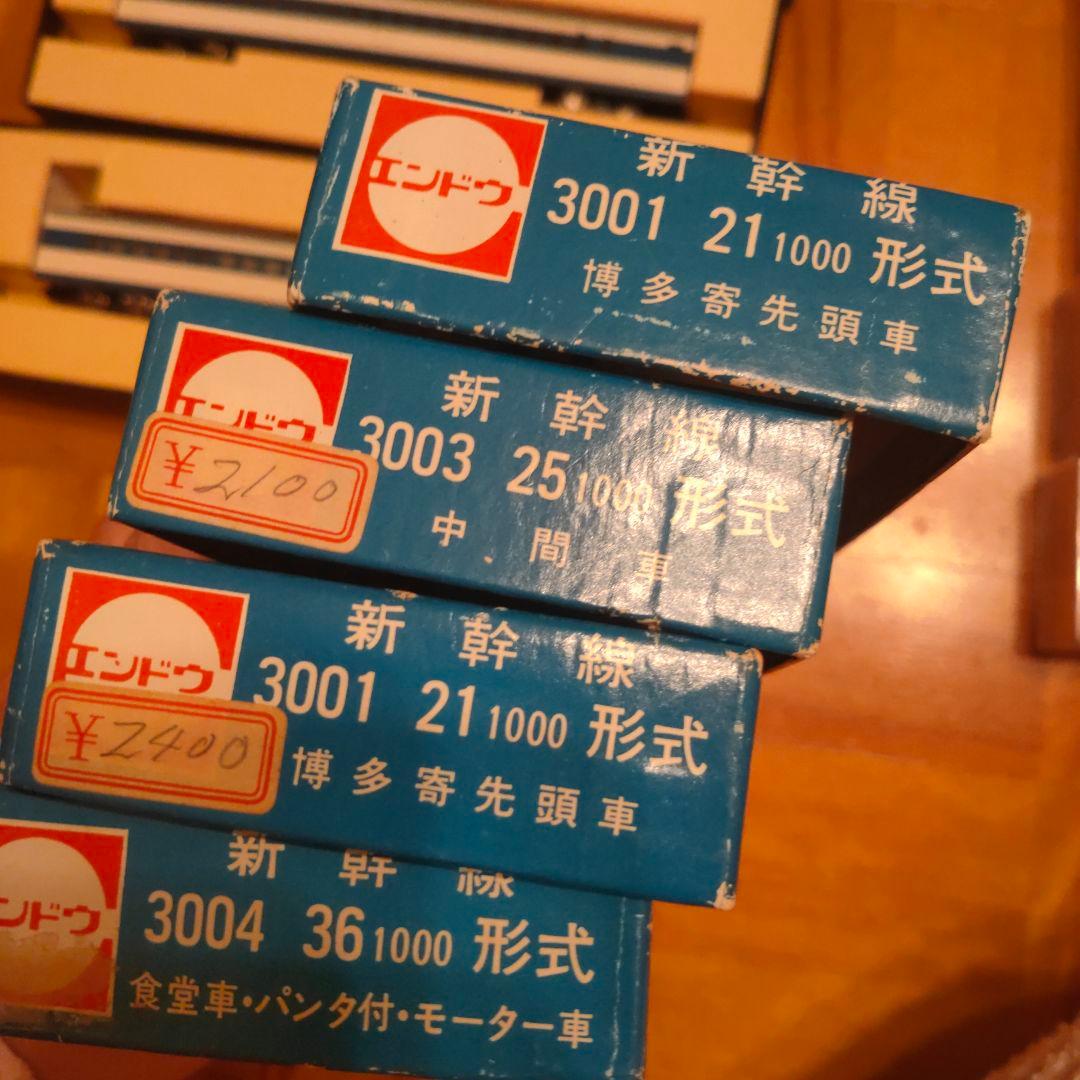 エンドウ
新幹線
3001 21 1000 形式
博多寄先頭車
エンドウ
新幹線
3003 25 1000 形式
中間車
¥2100
エンドウ
新幹線
3001 21 1000 形式
博多寄先頭車
¥2400
ンドウ
新幹線
3004 36 1000 形式
食堂車・パンタ付・モーター車